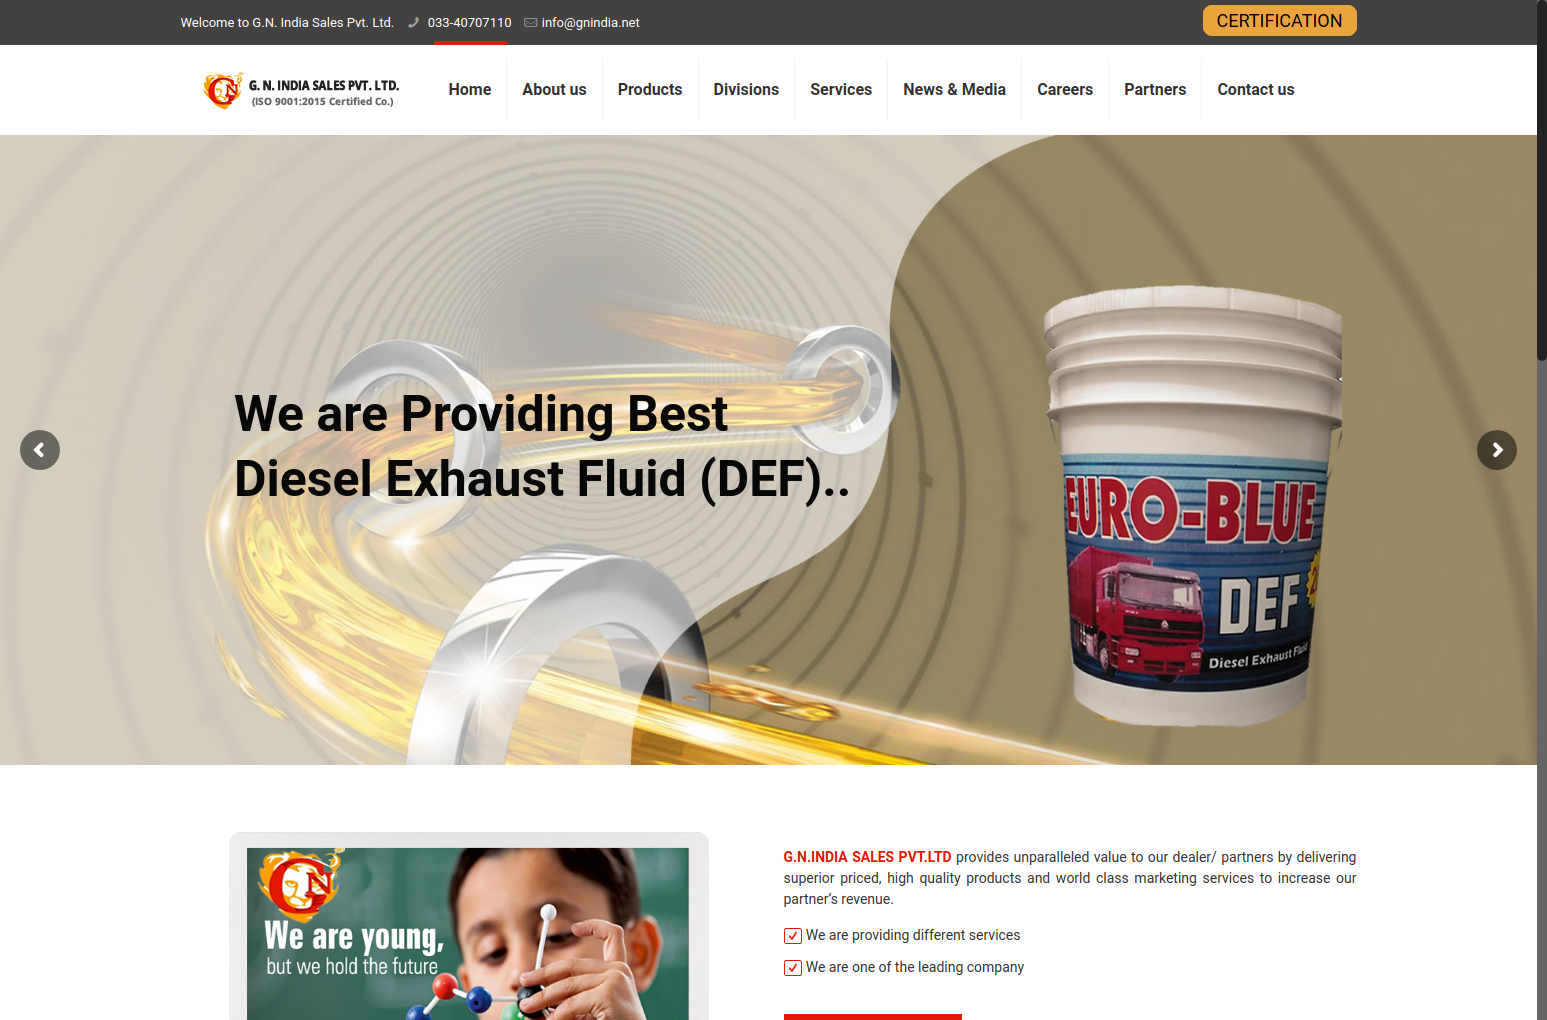 Welcome to G.N. India Sales Pvt. Ltd. 033-40707110 info@gnindia.net
CERTIFICATION
G. N. INDIA SALES PVT. LTD.
(ISO 9001:2015 Certified Co.)
Home About us Products Divisions Services News & Media Careers Partners Contact us
We are Providing Best
Diesel Exhaust Fluid (DEF)..
EURO-BLUE
DEF
Diesel Exhaust Fluid
GN
We are young,
but we hold the future
G.N.INDIA SALES PVT.LTD provides unparalleled value to our dealer/ partners by delivering
superior priced, high quality products and world class marketing services to increase our
partner’s revenue.
We are providing different services
We are one of the leading company